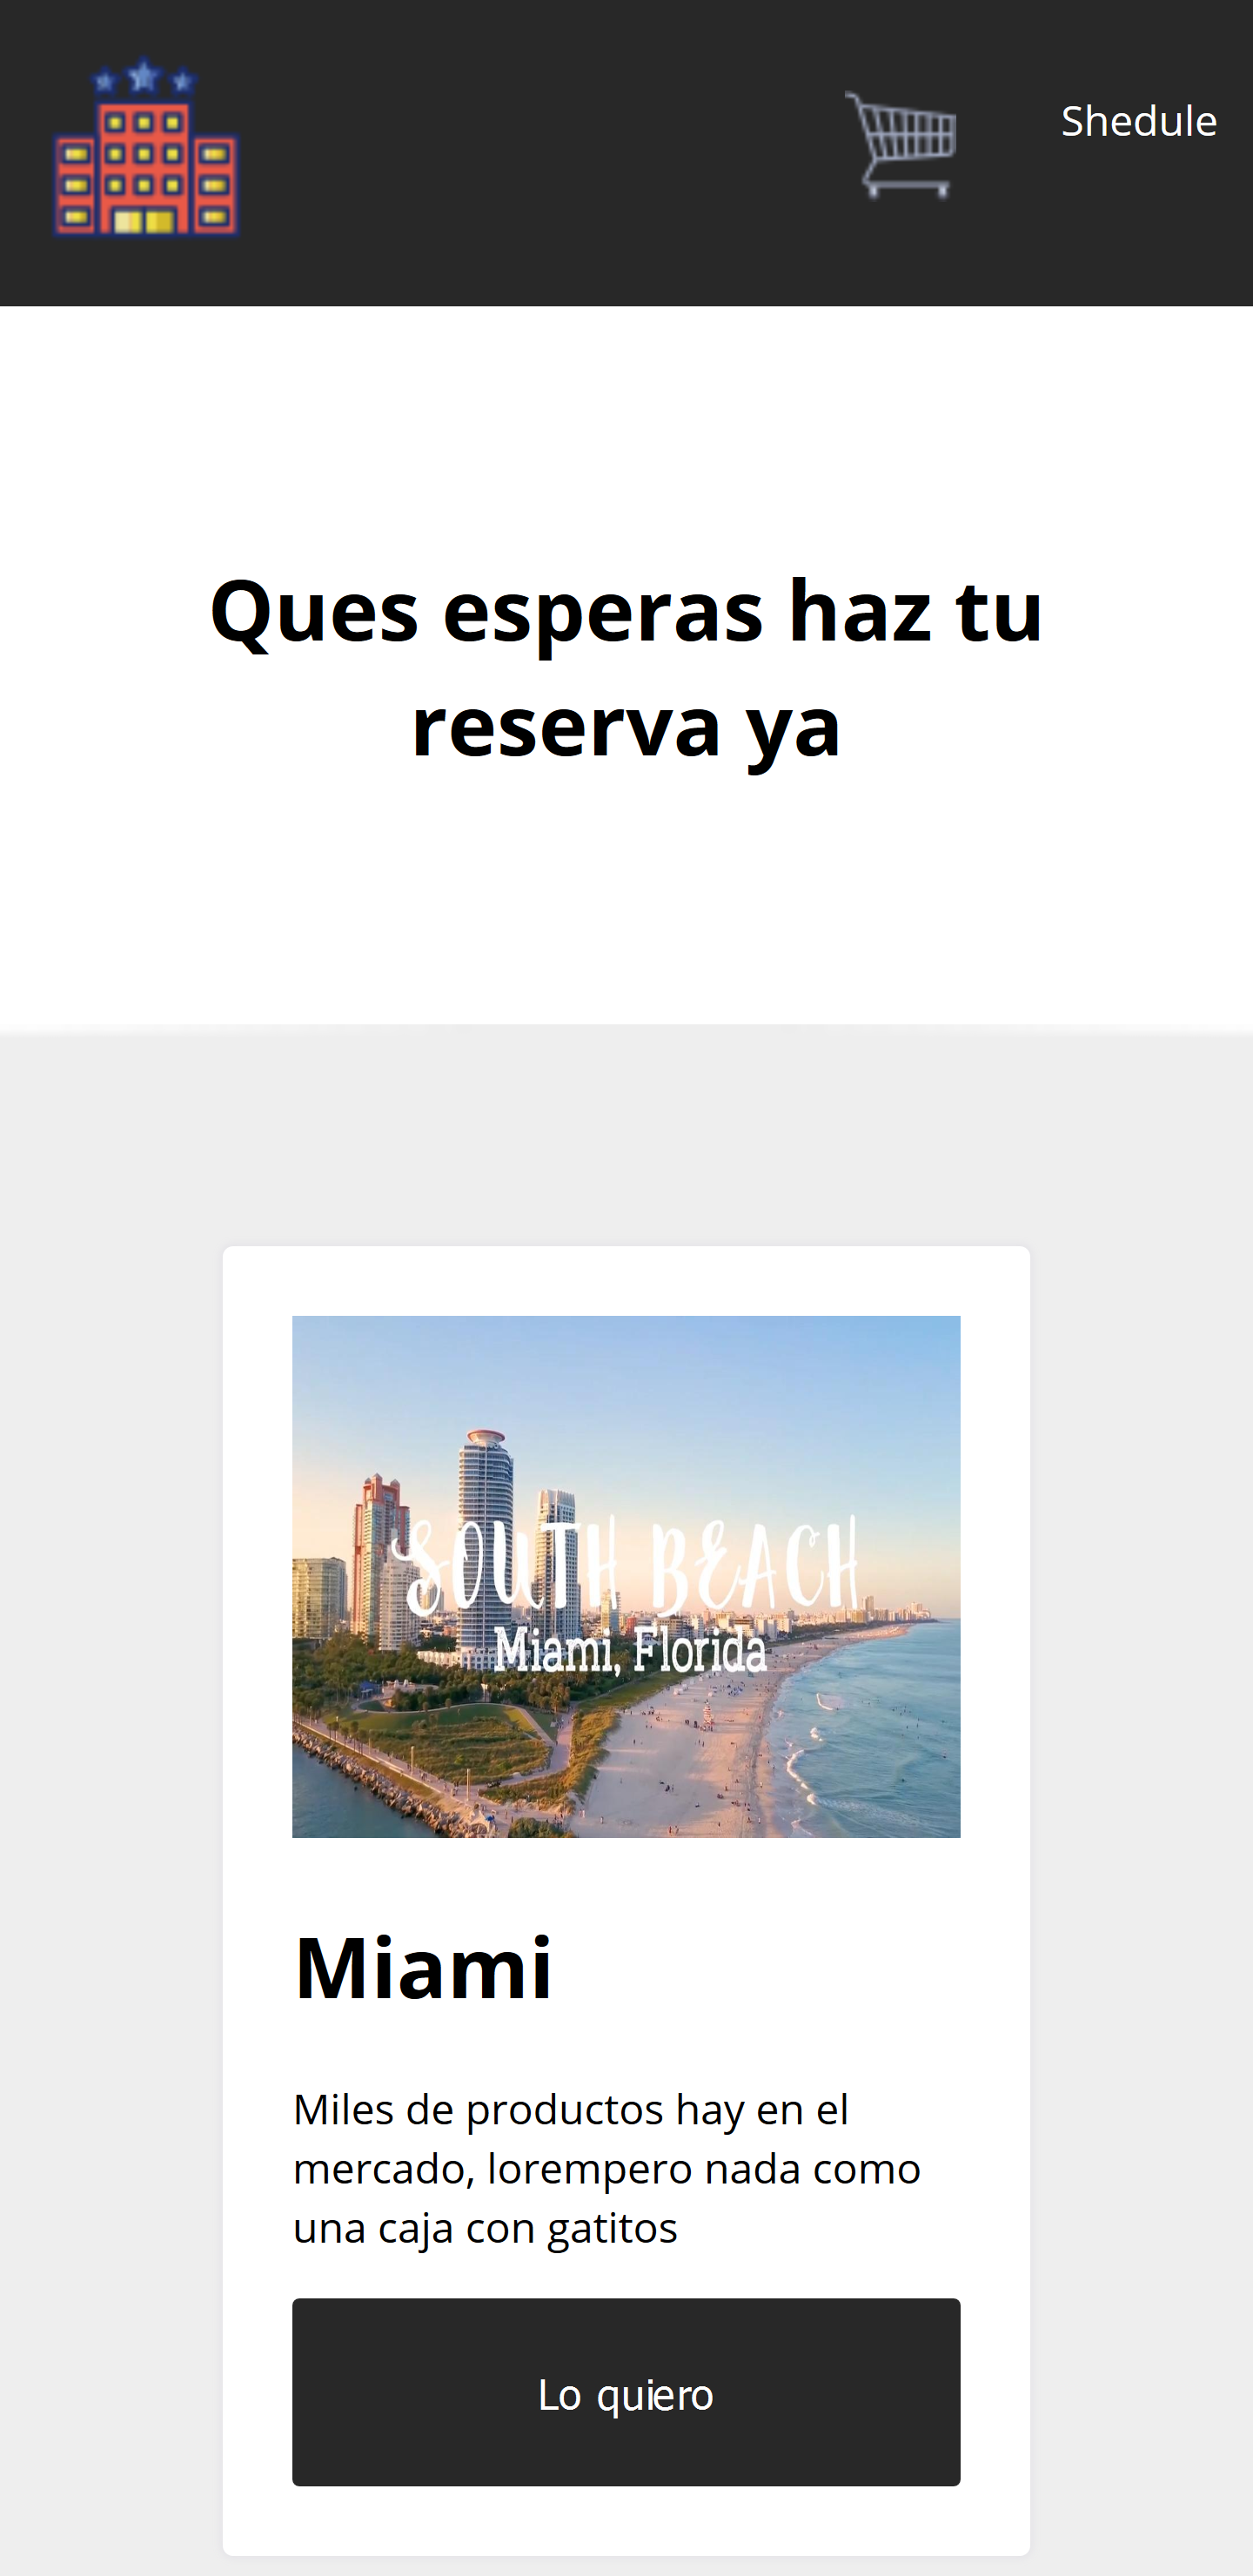 Shedule
Ques esperas haz tu
reserva ya
SOUTH BEACH
Miami, Florida
Miami
Miles de productos hay en el
mercado, lorempero nada como
una caja con gatitos
Lo quiero